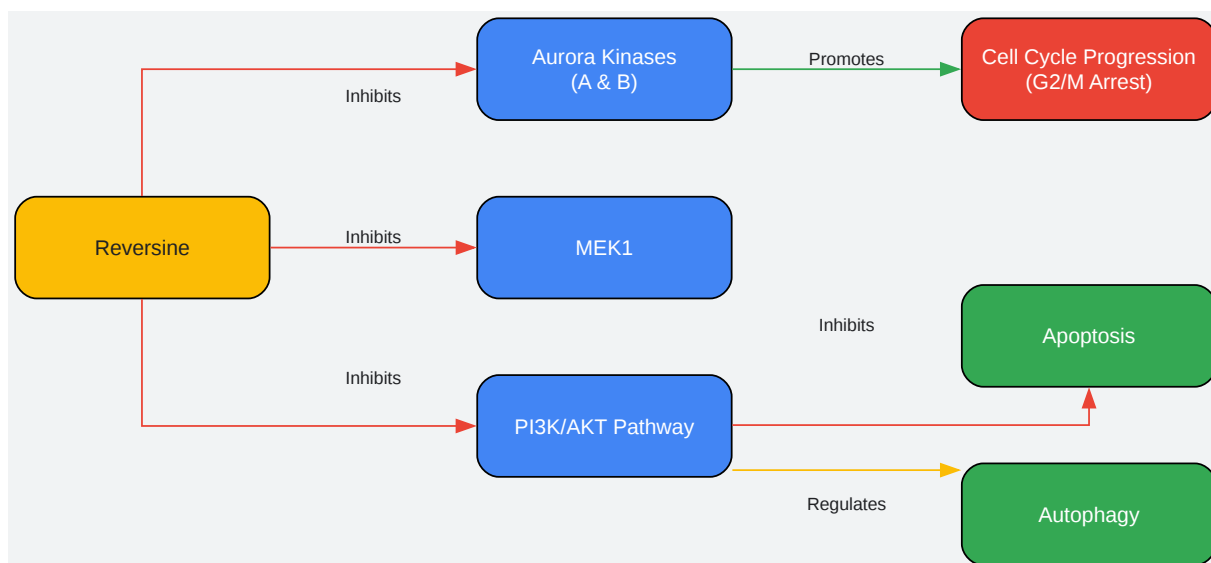 Aurora Kinases
(A & B)
Promotes
Cell Cycle Progression
(G2/M Arrest)
Inhibits
Reversine
Inhibits
MEK1
Inhibits
Apoptosis
Inhibits
PI3K/AKT Pathway
Regulates
Autophagy